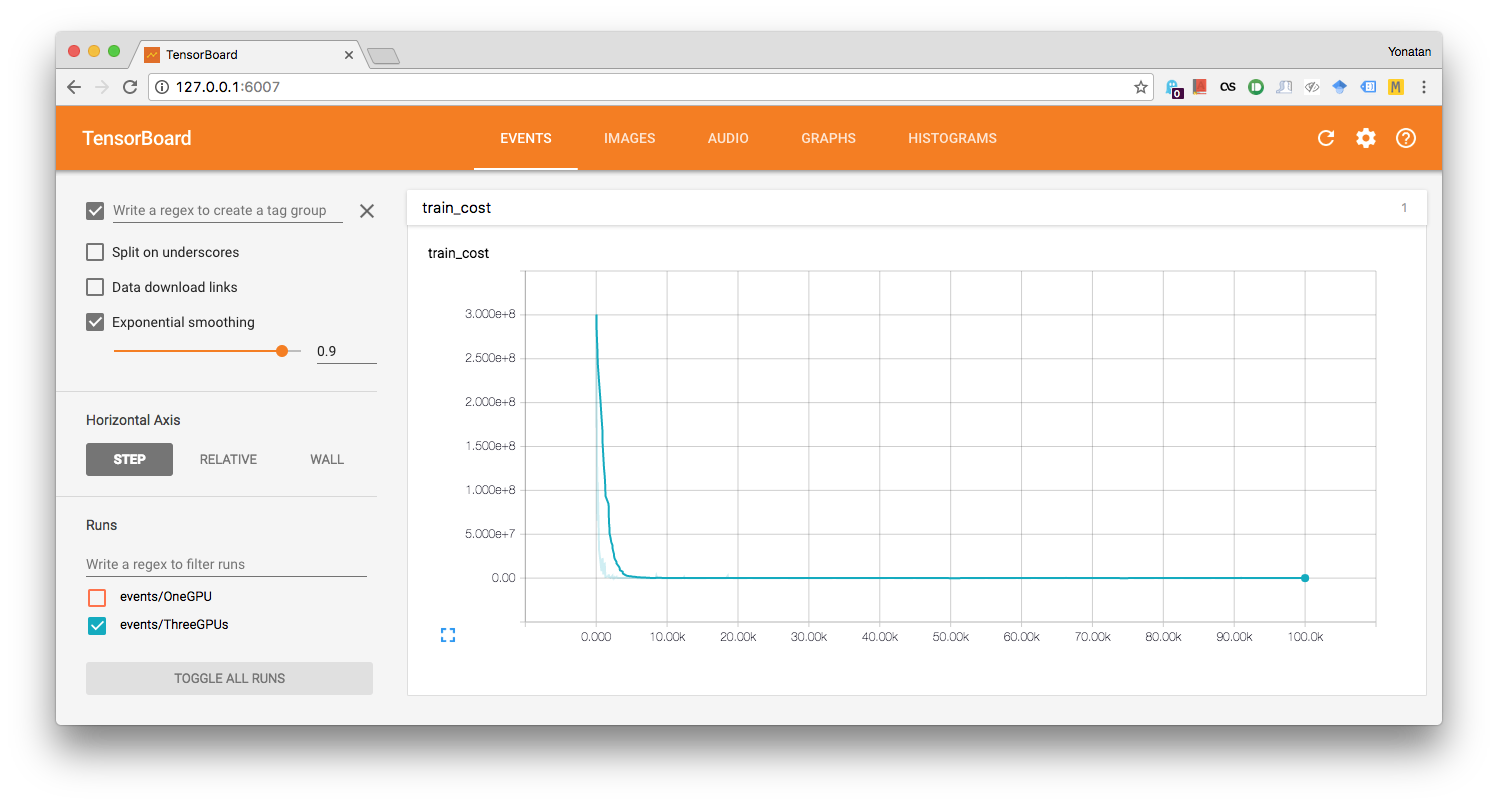 TensorBoard
Yonatan
127.0.0.1:6007
0
M
TensorBoard
EVENTS
IMAGES
AUDIO
GRAPHS
HISTOGRAMS
Write a regex to create a tag group
Split on underscores
Data download links
Exponential smoothing
0.9
Horizontal Axis
STEP
RELATIVE
WALL
Runs
Write a regex to filter runs
events/OneGPU
events/ThreeGPUs
TOGGLE ALL RUNS
train_cost
1
train_cost
3.000e+8
2.500e+8
2.000e+8
1.500e+8
1.000e+8
5.000e+7
0.00
0.000 10.00k 20.00k 30.00k 40.00k 50.00k 60.00k 70.00k 80.00k 90.00k 100.0k